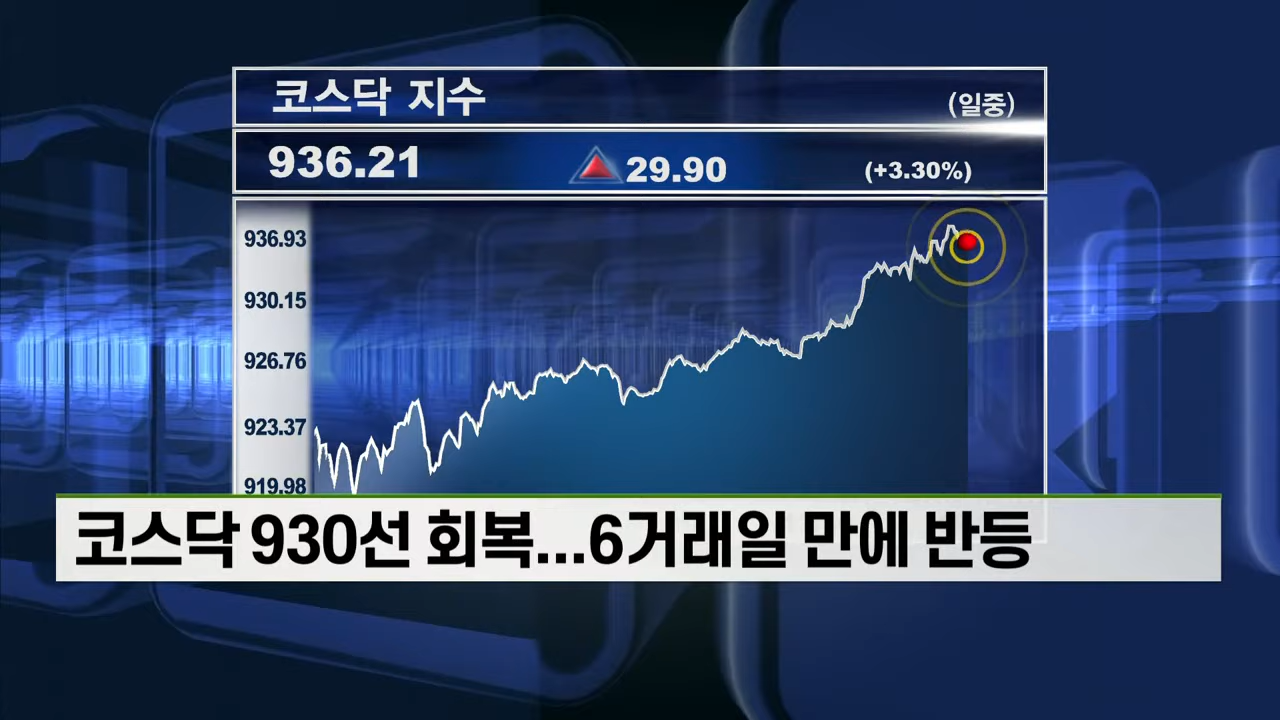 코스닥 지수
(일중)
936.21 ▲ 29.90 (+3.30%)
936.93
930.15
926.76
923.37
919.98
코스닥 930선 회복...6거래일 만에 반등